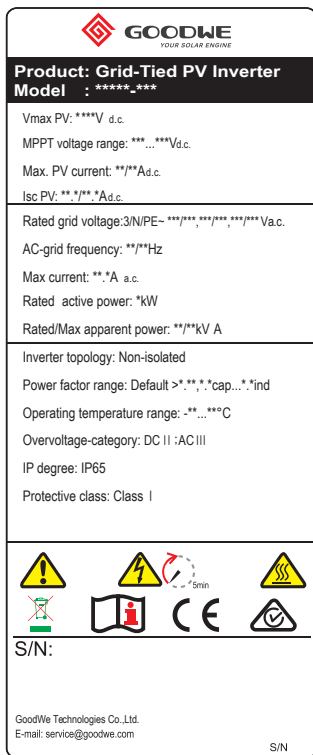 GOODWE
YOUR SOLAR ENGINE
Product: Grid-Tied PV Inverter
Model : *****-***
Vmax PV: ****V d.c.
MPPT voltage range: ***...***Vd.c.
Max. PV current: **/**Ad.c.
Isc PV: **.*/**.*Ad.c.
Rated grid voltage:3/N/PE~ ***/***,***/***,***/*** Va.c.
AC-grid frequency: **/**Hz
Max current: **.*A a.c.
Rated active power: *kW
Rated/Max apparent power: **/**kV A
Inverter topology: Non-isolated
Power factor range: Default >*.**,*.*cap...*.*ind
Operating temperature range: -**...**°C
Overvoltage-category: DC II ;AC III
IP degree: IP65
Protective class: Class I
5min
i
CE
S/N:
GoodWe Technologies Co.,Ltd.
E-mail: service@goodwe.com
S/N